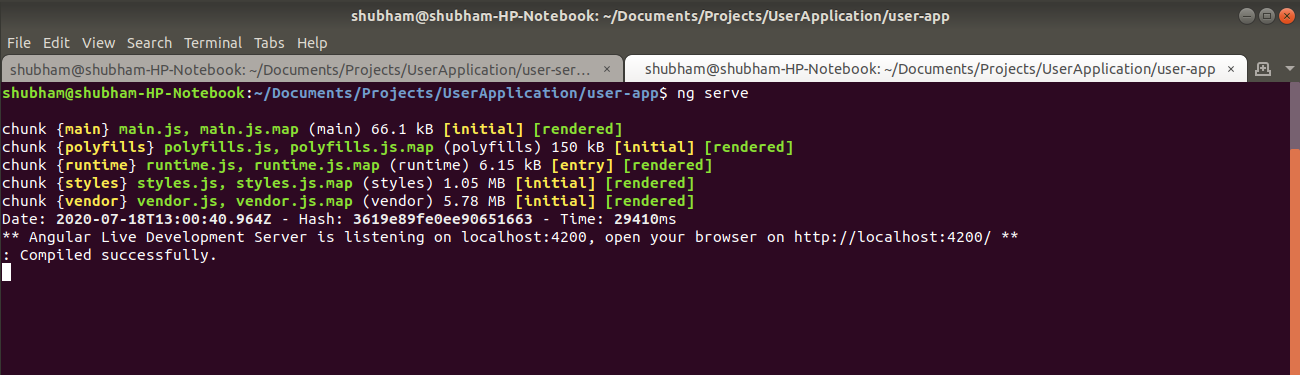 shubham@shubham-HP-Notebook: ~/Documents/Projects/UserApplication/user-app
File Edit View Search Terminal Tabs Help
shubham@shubham-HP-Notebook: ~/Documents/Projects/UserApplication/user-ser… × shubham@shubham-HP-Notebook: ~/Documents/Projects/UserApplication/user-app ×
shubham@shubham-HP-Notebook:~/Documents/Projects/UserApplication/user-app$ ng serve
chunk {main} main.js, main.js.map (main) 66.1 kB [initial] [rendered]
chunk {polyfills} polyfills.js, polyfills.js.map (polyfills) 150 kB [initial] [rendered]
chunk {runtime} runtime.js, runtime.js.map (runtime) 6.15 kB [entry] [rendered]
chunk {styles} styles.js, styles.js.map (styles) 1.05 MB [initial] [rendered]
chunk {vendor} vendor.js, vendor.js.map (vendor) 5.78 MB [initial] [rendered]
Date: 2020-07-18T13:00:40.964Z - Hash: 3619e89fe0ee90651663 - Time: 29410ms
** Angular Live Development Server is listening on localhost:4200, open your browser on http://localhost:4200/ **
: Compiled successfully.